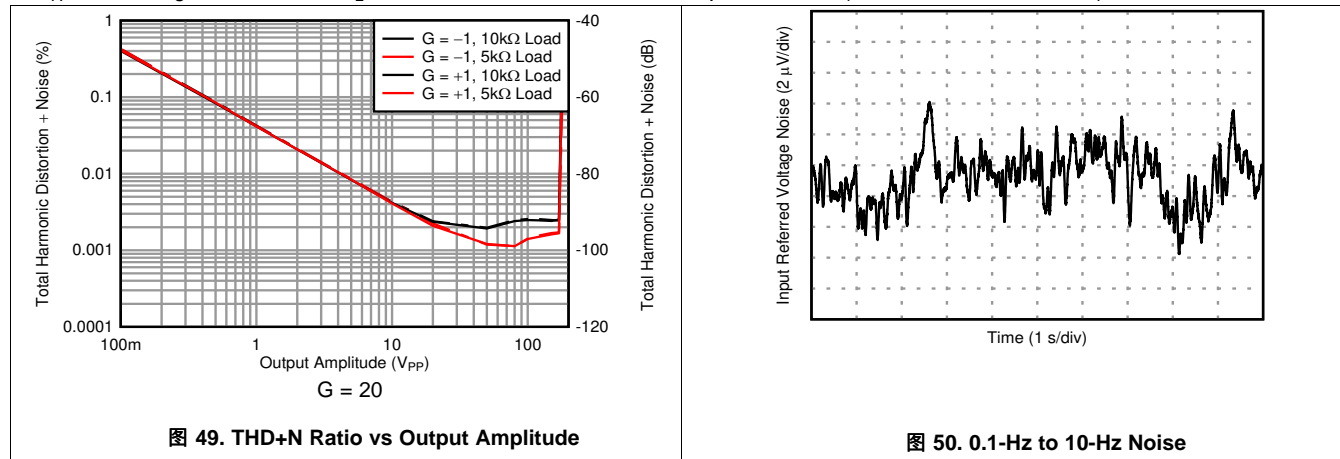 Total Harmonic Distortion + Noise (%)
1
0.1
0.01
0.001
0.0001
G = −1, 10kΩ Load
G = −1, 5kΩ Load
G = +1, 10kΩ Load
G = +1, 5kΩ Load
-40
-60
-80
-100
-120
Total Harmonic Distortion + Noise (dB)
100m
1
10
100
Output Amplitude (VPP)
G = 20
图 49. THD+N Ratio vs Output Amplitude
Input Referred Voltage Noise (2 μV/div)
Time (1 s/div)
图 50. 0.1-Hz to 10-Hz Noise